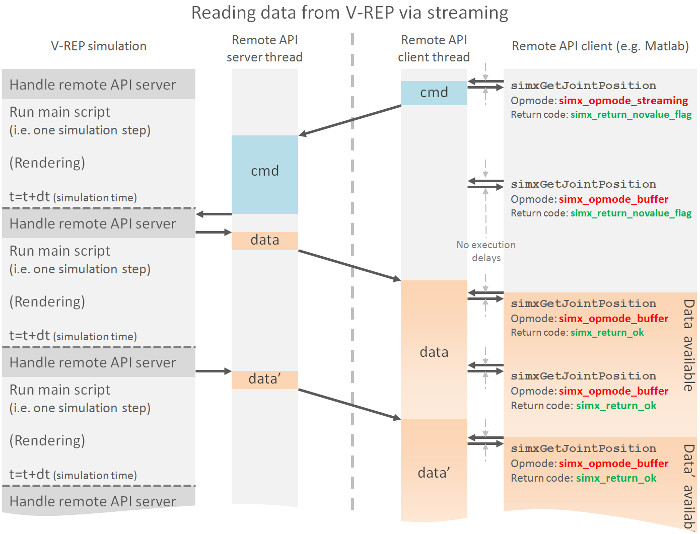 Reading data from V-REP via streaming
V-REP simulation
Remote API
server thread
Remote API
client thread
Remote API client (e.g. Matlab)
Handle remote API server
Run main script
(i.e. one simulation step)
(Rendering)
t=t+dt (simulation time)
Handle remote API server
Run main script
(i.e. one simulation step)
(Rendering)
t=t+dt (simulation time)
Handle remote API server
Run main script
(i.e. one simulation step)
(Rendering)
t=t+dt (simulation time)
Handle remote API server
cmd
data
data’
cmd
data
data’
No execution
delays
simxGetJointPosition
Opmode: simx_opmode_streaming
Return code: simx_return_novalue_flag
simxGetJointPosition
Opmode: simx_opmode_buffer
Return code: simx_return_novalue_flag
simxGetJointPosition
Opmode: simx_opmode_buffer
Return code: simx_return_ok
simxGetJointPosition
Opmode: simx_opmode_buffer
Return code: simx_return_ok
simxGetJointPosition
Opmode: simx_opmode_buffer
Return code: simx_return_ok
Data available
Data’ availab